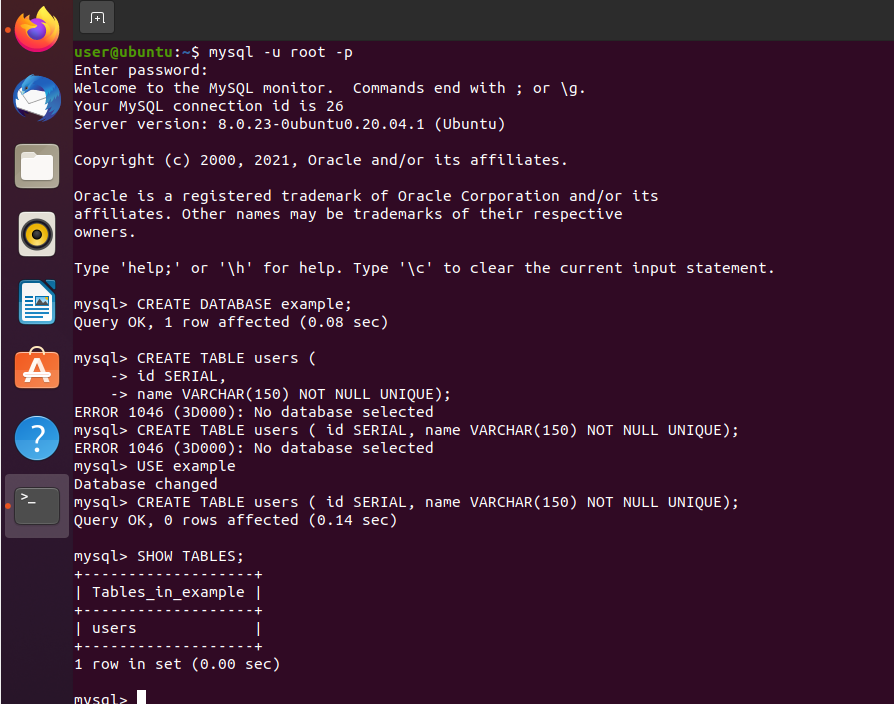 user@ubuntu:~$ mysql -u root -p
Enter password:
Welcome to the MySQL monitor.  Commands end with ; or \g.
Your MySQL connection id is 26
Server version: 8.0.23-0ubuntu0.20.04.1 (Ubuntu)
Copyright (c) 2000, 2021, Oracle and/or its affiliates.
Oracle is a registered trademark of Oracle Corporation and/or its
affiliates. Other names may be trademarks of their respective
owners.
Type 'help;' or '\h' for help. Type '\c' to clear the current input statement.
mysql> CREATE DATABASE example;
Query OK, 1 row affected (0.08 sec)
mysql> CREATE TABLE users (
    -> id SERIAL,
    -> name VARCHAR(150) NOT NULL UNIQUE);
ERROR 1046 (3D000): No database selected
mysql> CREATE TABLE users ( id SERIAL, name VARCHAR(150) NOT NULL UNIQUE);
ERROR 1046 (3D000): No database selected
mysql> USE example
Database changed
mysql> CREATE TABLE users ( id SERIAL, name VARCHAR(150) NOT NULL UNIQUE);
Query OK, 0 rows affected (0.14 sec)
mysql> SHOW TABLES;
+-------------------+
| Tables_in_example |
+-------------------+
| users             |
+-------------------+
1 row in set (0.00 sec)
mysql>